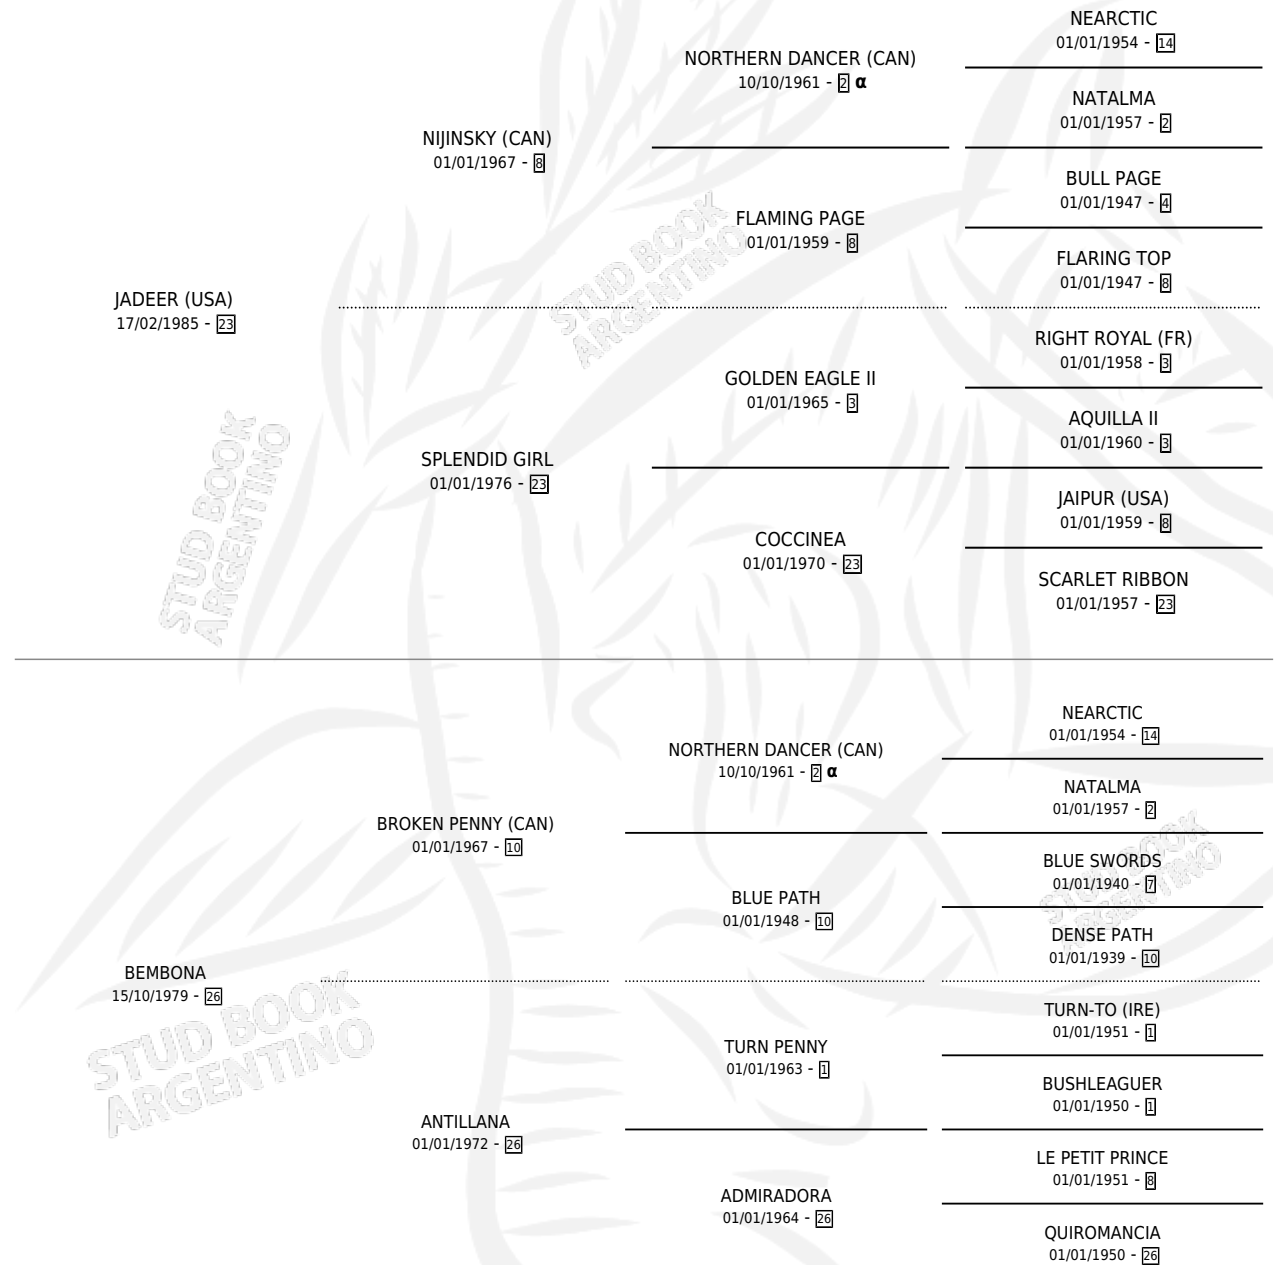 NEARCTIC
01/01/1954 - 14
NORTHERN DANCER (CAN)
10/10/1961 - 2 α
NATALMA
01/01/1957 - 2
NIJINSKY (CAN)
01/01/1967 - 8
BULL PAGE
01/01/1947 - 4
FLAMING PAGE
01/01/1959 - 8
FLARING TOP
01/01/1947 - 8
JADEER (USA)
17/02/1985 - 23
STUD BOOK
ARGENTINO
RIGHT ROYAL (FR)
01/01/1958 - 3
GOLDEN EAGLE II
01/01/1965 - 3
AQUILLA II
01/01/1960 - 3
SPLENDID GIRL
01/01/1976 - 23
JAIPUR (USA)
01/01/1959 - 8
COCCINEA
01/01/1970 - 23
SCARLET RIBBON
01/01/1957 - 23
STUD BOOK
ARGENTINO
NEARCTIC
01/01/1954 - 14
NORTHERN DANCER (CAN)
10/10/1961 - 2 α
NATALMA
01/01/1957 - 2
BROKEN PENNY (CAN)
01/01/1967 - 10
BLUE SWORDS
01/01/1940 - 7
BLUE PATH
01/01/1948 - 10
DENSE PATH
01/01/1939 - 10
STUD BOOK
ARGENTINO
BEMBONA
15/10/1979 - 26
STUD BOOK
ARGENTINO
TURN-TO (IRE)
01/01/1951 - 1
TURN PENNY
01/01/1963 - 1
BUSHLEAGUER
01/01/1950 - 1
ANTILLANA
01/01/1972 - 26
LE PETIT PRINCE
01/01/1951 - 8
ADMIRADORA
01/01/1964 - 26
QUIROMANCIA
01/01/1950 - 26